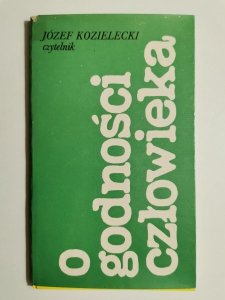 JÓZEF KOZIELECKI
czytelnik
o
godności
człowieka